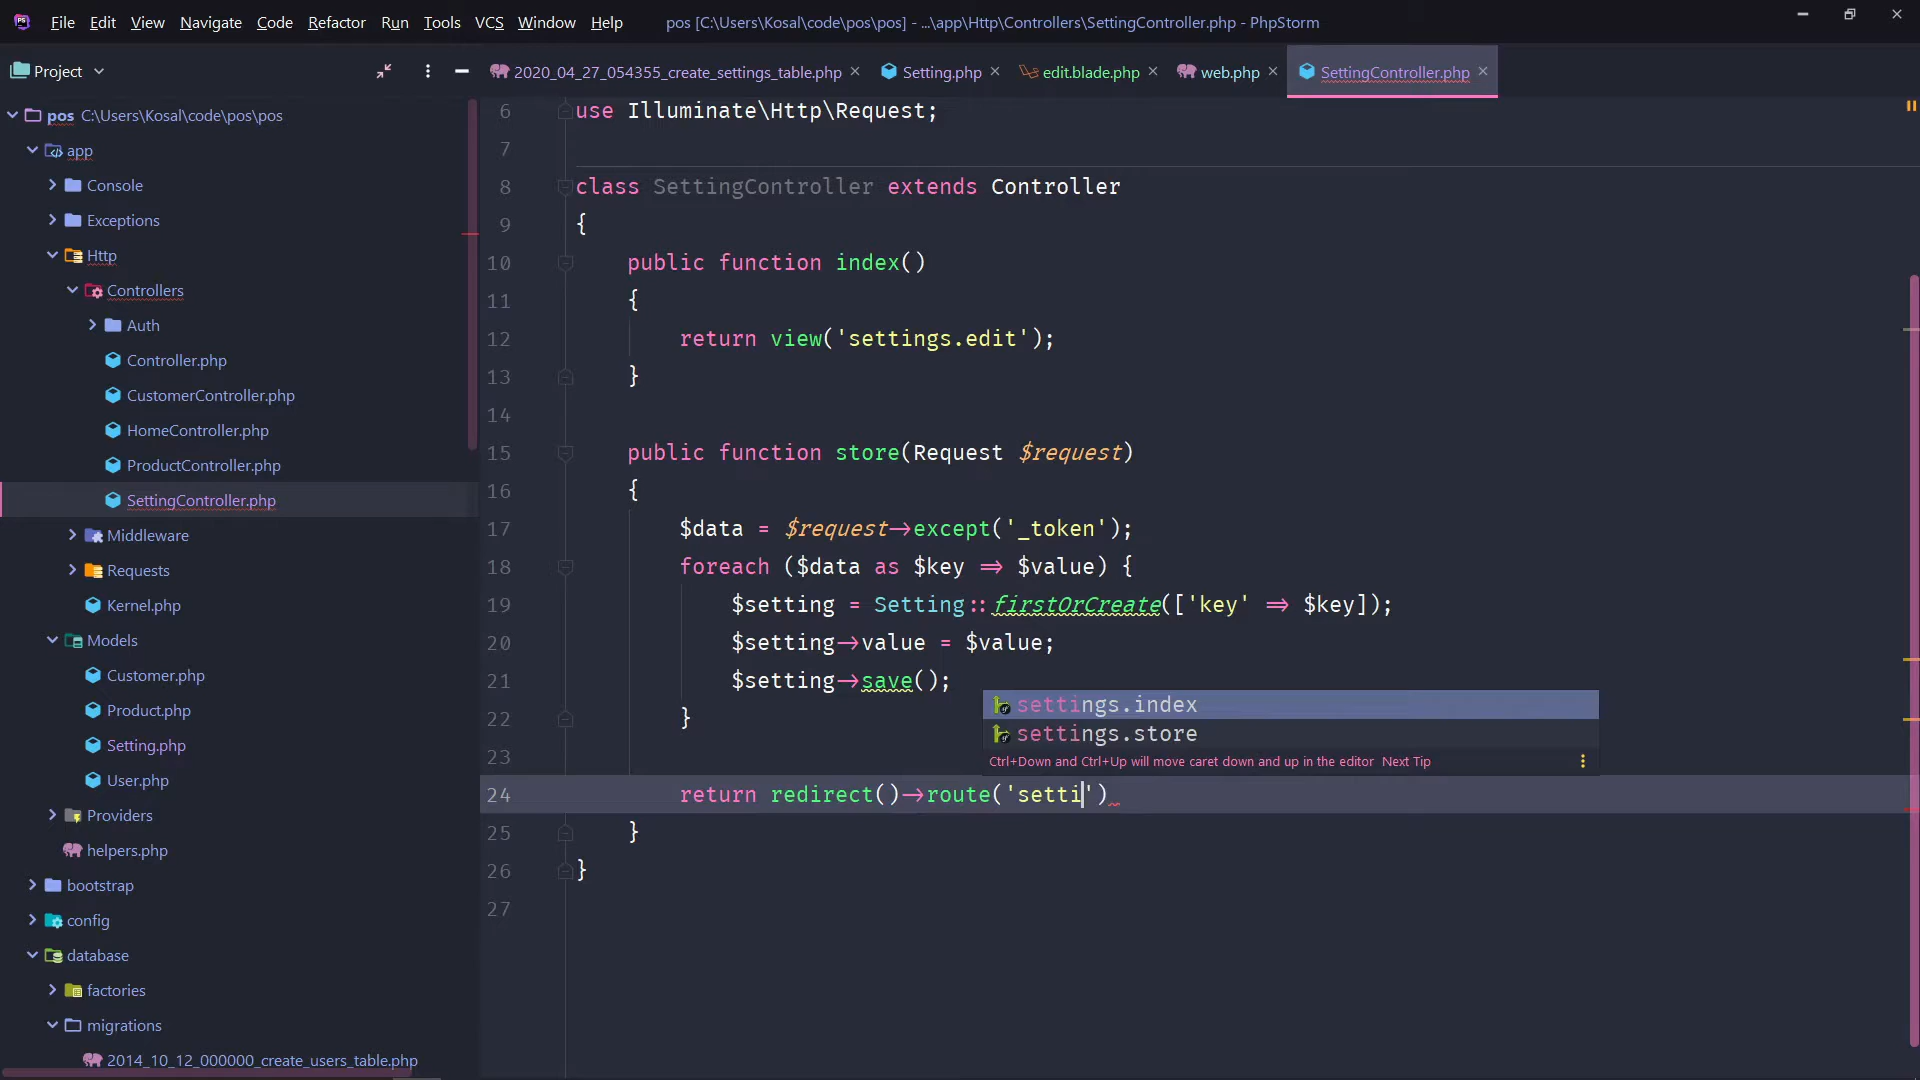 File Edit View Navigate Code Refactor Run Tools VCS Window Help pos [C:\Users\Kosal\code\pos\pos] - ...\app\Http\Controllers\SettingController.php - PhpStorm
Project
2020_04_27_054355_create_settings_table.php Setting.php edit.blade.php web.php SettingController.php
pos C:\Users\Kosal\code\pos\pos
app
Console
Exceptions
Http
Controllers
Auth
Controller.php
CustomerController.php
HomeController.php
ProductController.php
SettingController.php
Middleware
Requests
Kernel.php
Models
Customer.php
Product.php
Setting.php
User.php
Providers
helpers.php
bootstrap
config
database
factories
migrations
2014_10_12_000000_create_users_table.php
6 use Illuminate\Http\Request;
7
8 class SettingController extends Controller
9 {
10 public function index()
11 {
12 return view('settings.edit');
13 }
14
15 public function store(Request $request)
16 {
17 $data = $request->except('_token');
18 foreach ($data as $key => $value) {
19 $setting = Setting::firstOrCreate(['key' => $key]);
20 $setting->value = $value;
21 $setting->save();
22 }
23
24 return redirect()->route('setti')
25 }
26 }
27
settings.index
settings.store
Ctrl+Down and Ctrl+Up will move caret down and up in the editor Next Tip